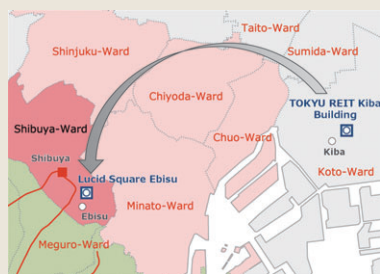 Taito-Ward
Shinjuku-Ward
Sumida-Ward
Chiyoda-Ward
TOKYU REIT Kiba
Building
Shibuya-Ward
Chuo-Ward
Kiba
Shibuya
Lucid Square Ebisu
Koto-Ward
Ebisu
Minato-Ward
Meguro-Ward